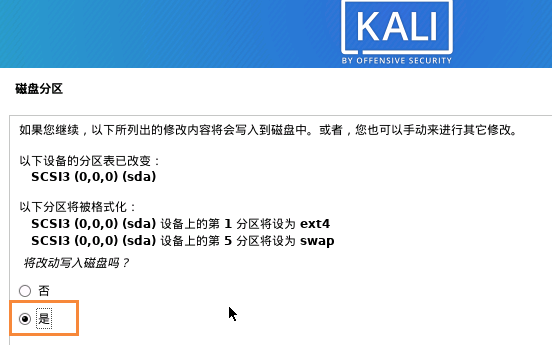 KALI
BY OFFENSIVE SECURITY
磁盘分区
如果您继续，以下所列出的修改内容将会写入到磁盘中。或者，您也可以手动来进行其它修改。
以下设备的分区表已改变：
SCSI3 (0,0,0) (sda)
以下分区将被格式化：
SCSI3 (0,0,0) (sda) 设备上的第 1 分区将设为 ext4
SCSI3 (0,0,0) (sda) 设备上的第 5 分区将设为 swap
将改动写入磁盘吗？
否
是